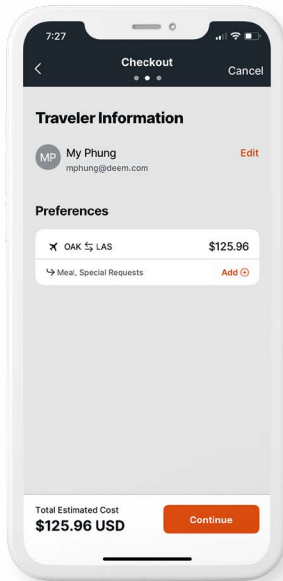 7:27
Checkout
Cancel
Traveler Information
MP
My Phung
Edit
mphung@deem.com
Preferences
OAK LAS $125.96
Meal, Special Requests Add
Total Estimated Cost
$125.96 USD
Continue